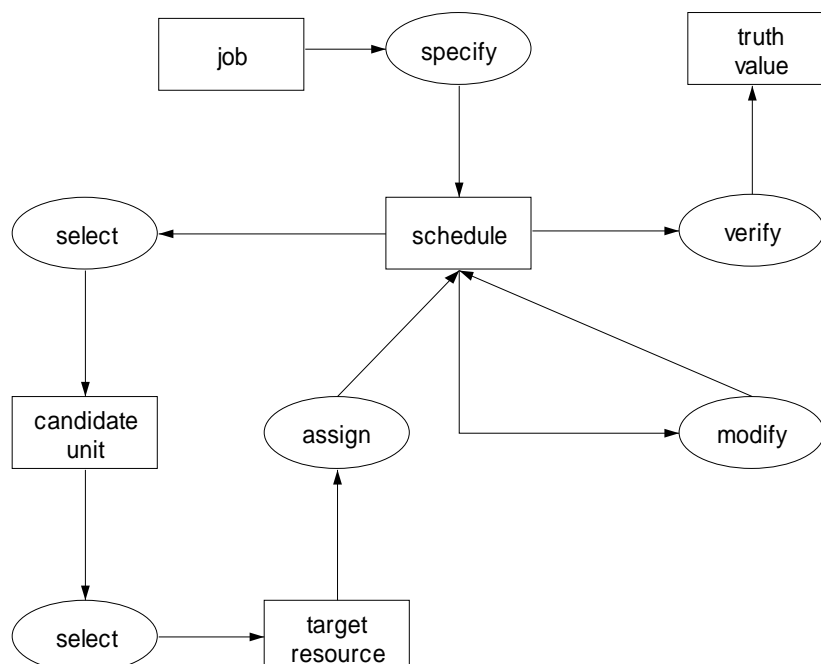 job
specify
truth
value
select
schedule
verify
candidate
unit
assign
modify
select
target
resource